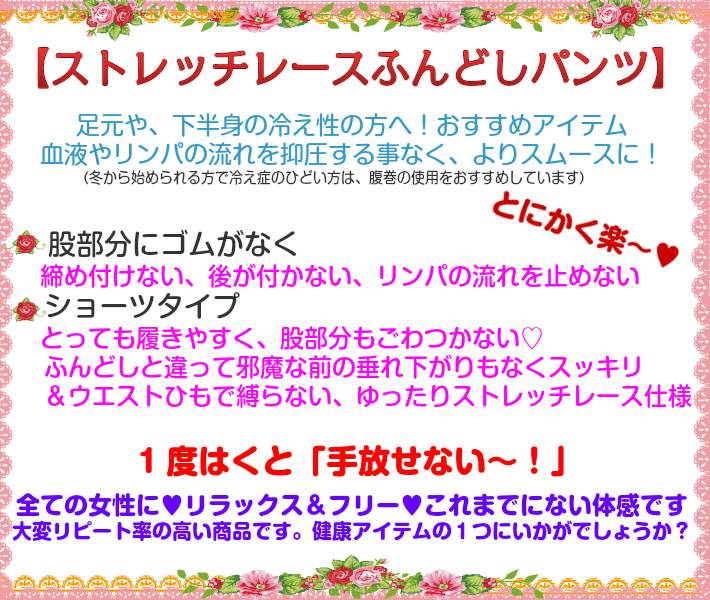 【ストレッチレースふんどしパンツ】
足元や、下半身の冷え性の方へ！おすすめアイテム
血液やリンパの流れを抑圧する事なく、よりスムースに！
(冬から始められる方で冷え症のひどい方は、腹巻の使用をおすすめしています)
とにかく楽～♥
股部分にゴムがなく
締め付けない、後が付かない、リンパの流れを止めない
ショーツタイプ
とっても履きやすく、股部分もごわつかない♡
ふんどしと違って邪魔な前の垂れ下がりもなくスッキリ
＆ウエストひもで縛らない、ゆったりストレッチレース仕様
１度はくと「手放せない～！」
全ての女性に♥リラックス＆フリー♥これまでにない体感です
大変リピート率の高い商品です。健康アイテムの１つにいかがでしょうか？